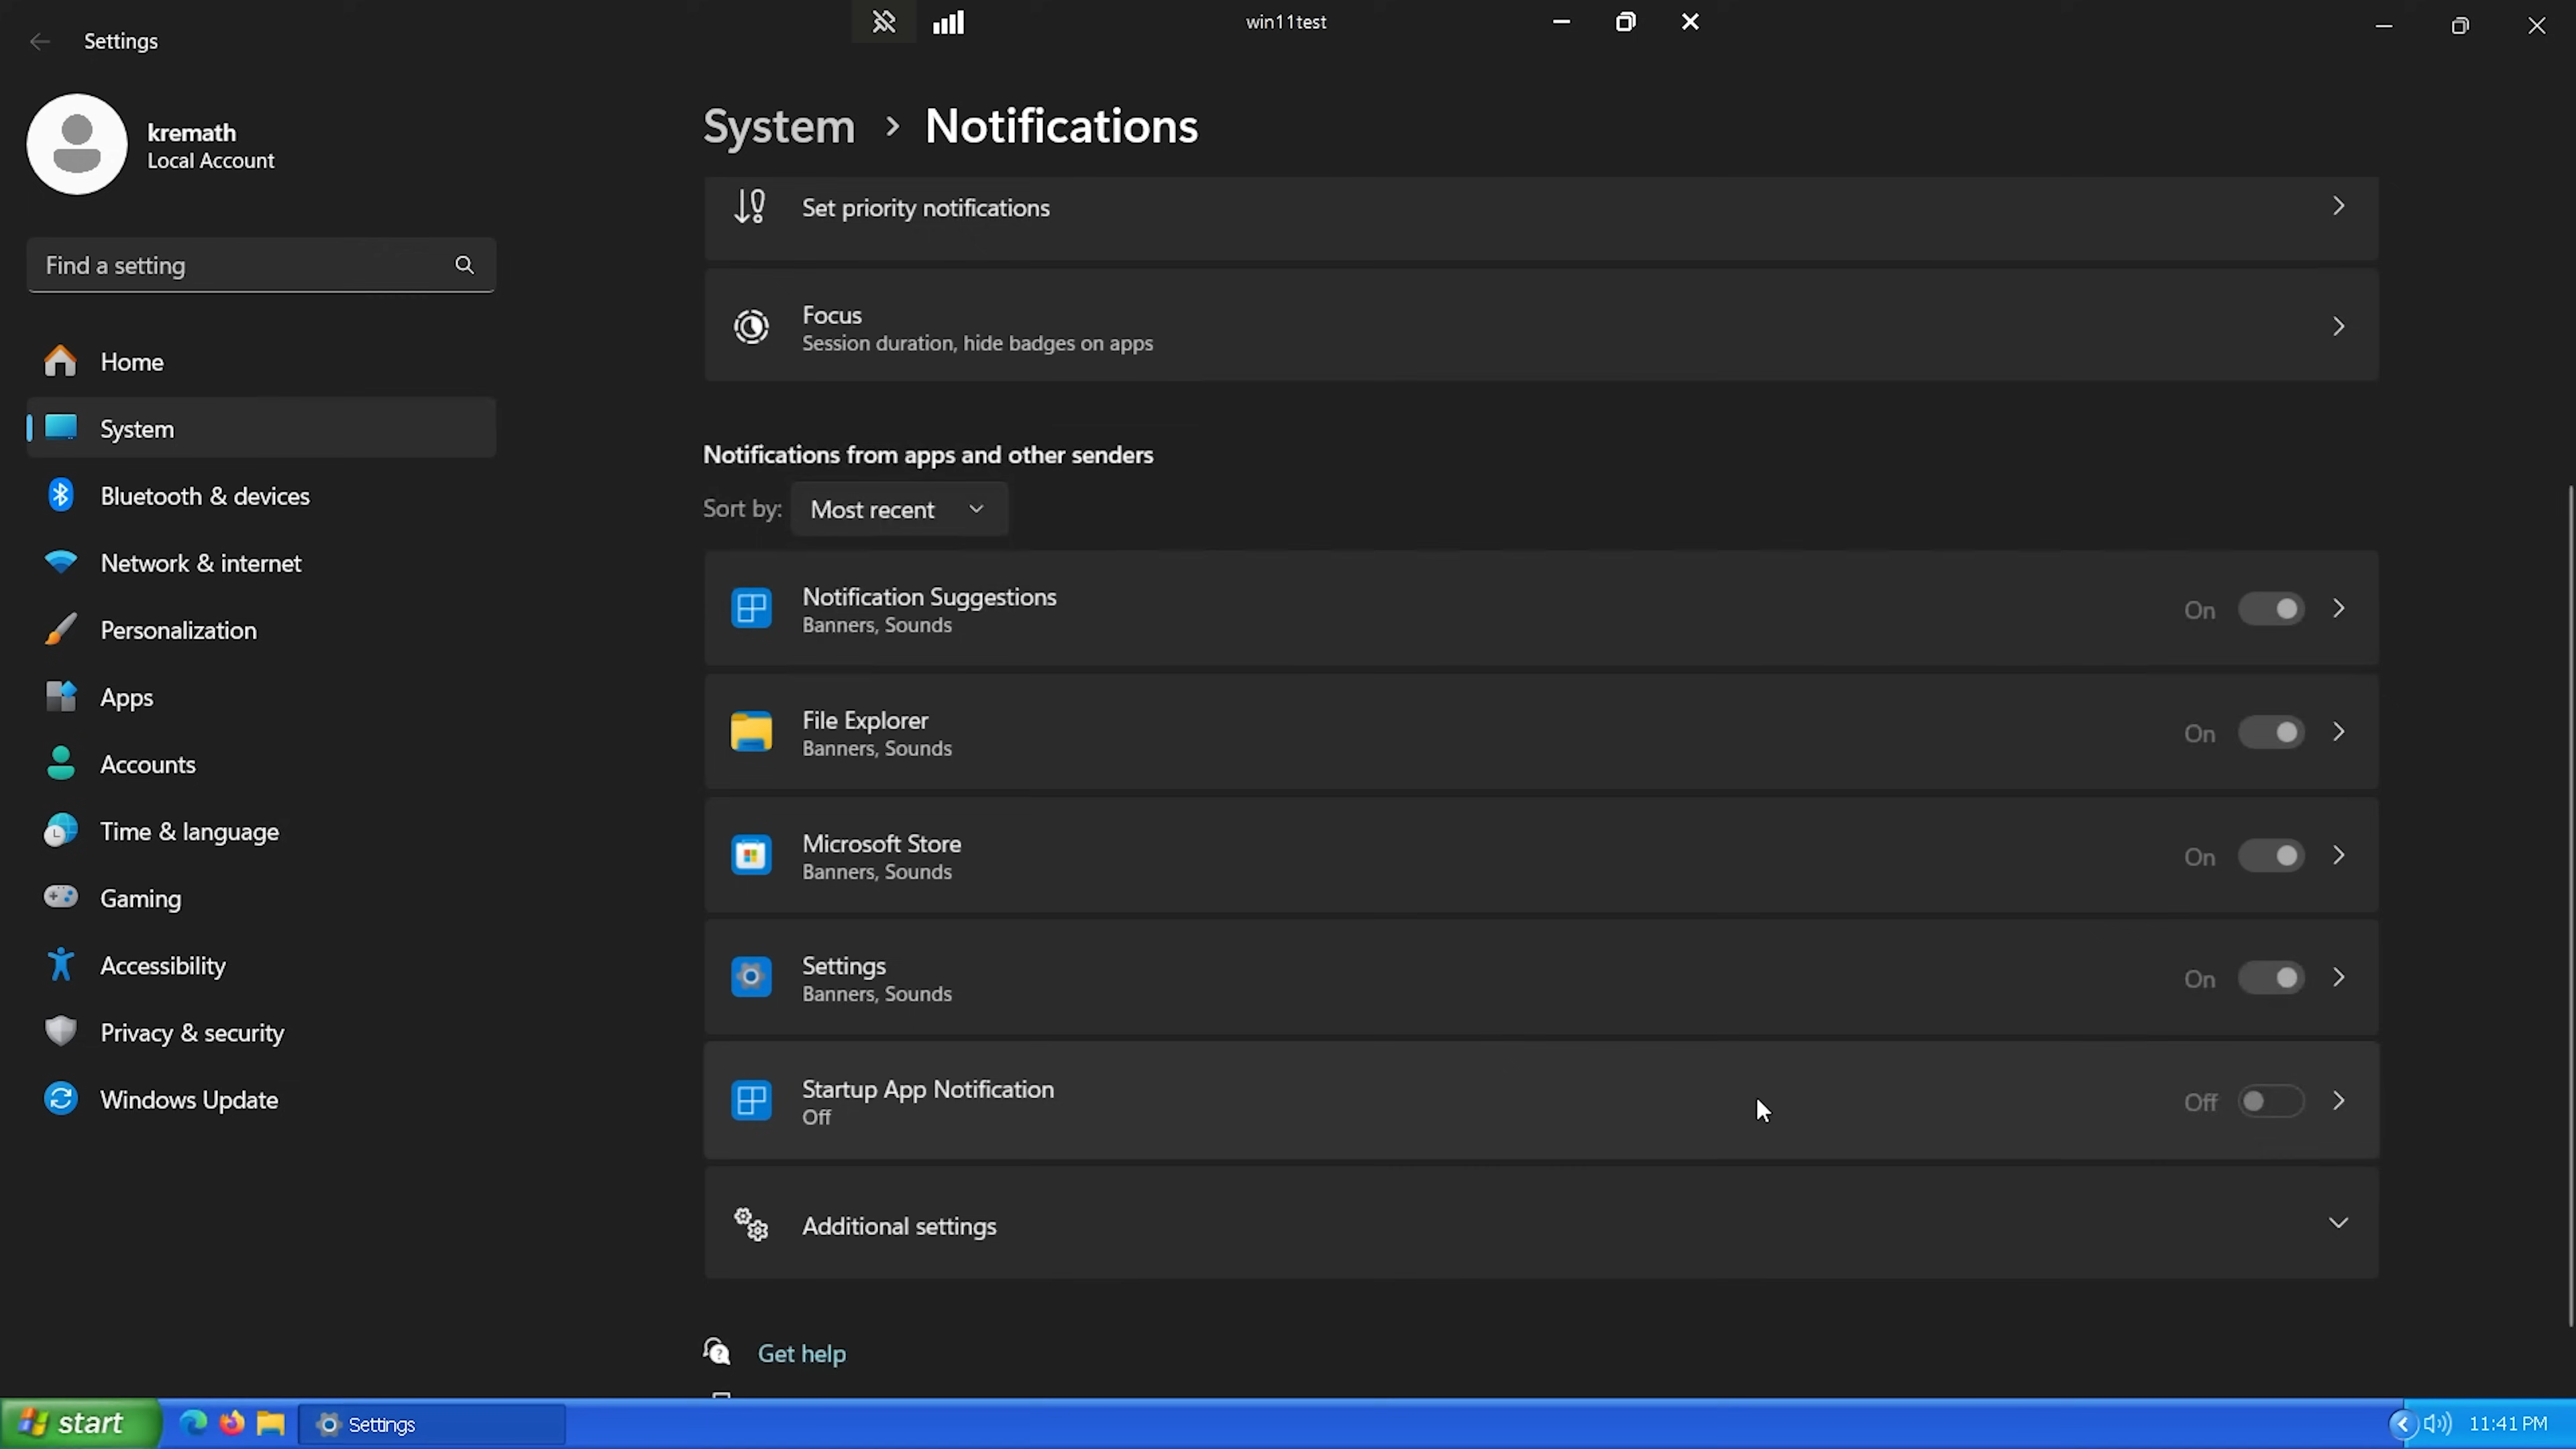 win11test
Settings
kremath
Local Account
Find a setting
Home
System
Bluetooth & devices
Network & internet
Personalization
Apps
Accounts
Time & language
Gaming
Accessibility
Privacy & security
Windows Update
System > Notifications
Set priority notifications
Focus
Session duration, hide badges on apps
Notifications from apps and other senders
Sort by: Most recent
Notification Suggestions
Banners, Sounds
On
File Explorer
Banners, Sounds
On
Microsoft Store
Banners, Sounds
On
Settings
Banners, Sounds
On
Startup App Notification
Off
Off
Additional settings
Get help
start
Settings
11:41 PM